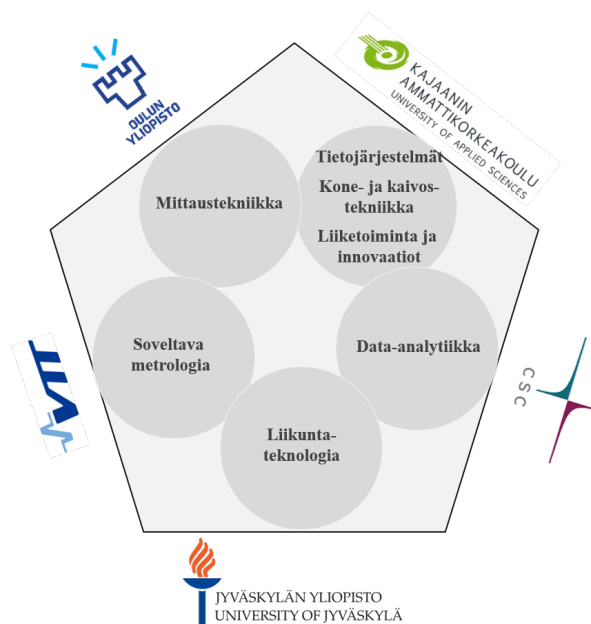 OULUN
YLIOPISTO
KAJAANIN
AMMATTIKORKEAKOULU
UNIVERSITY OF APPLIED SCIENCES
Tietojärjestelmät
Kone- ja kaivos-
tekniikka
Liiketoiminta ja
innovaatiot
Mittaustekniikka
Soveltava
metrologia
Data-analytiikka
Liikunta-
teknologia
VTT
CSC
JYVÄSKYLÄN YLIOPISTO
UNIVERSITY OF JYVÄSKYLÄ